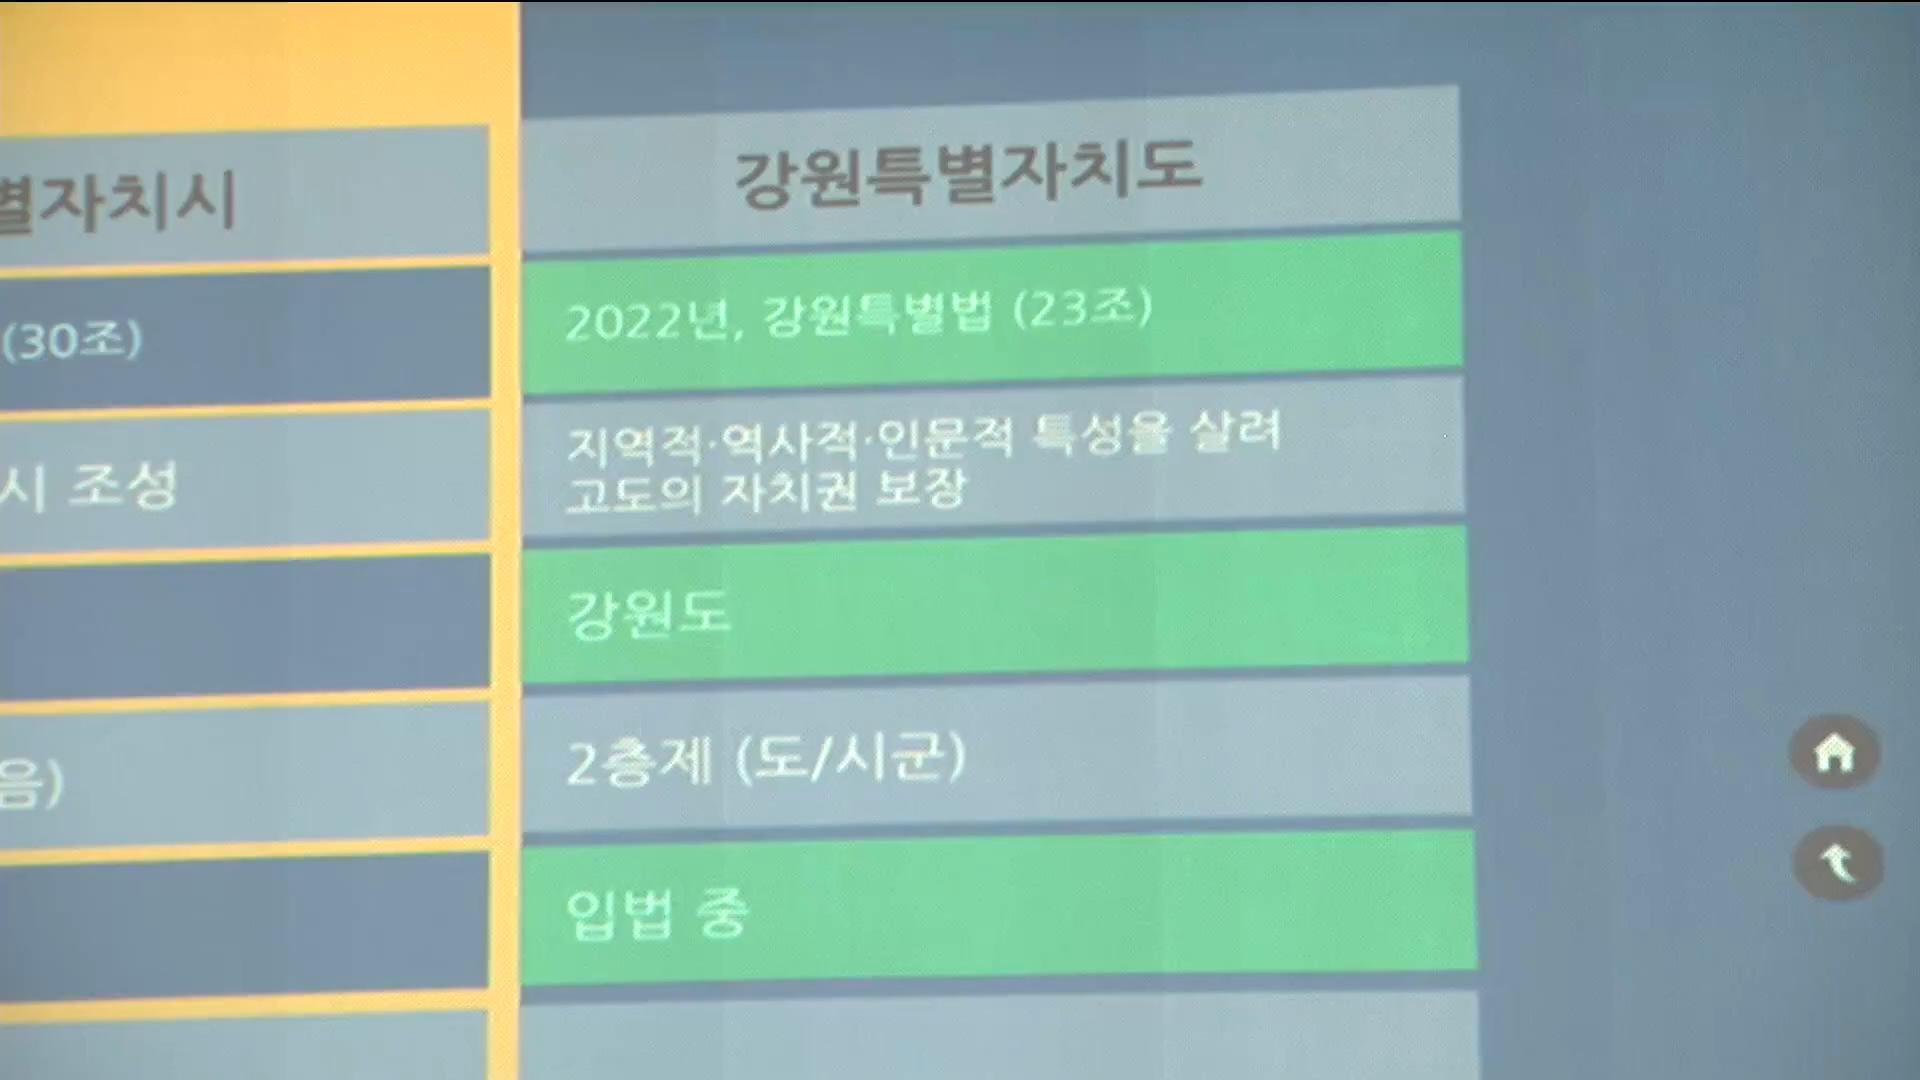 별자치시
강원특별자치도
(30조)
2022년, 강원특별법 (23조)
시 조성
지역적·역사적·인문적 특성을 살려
고도의 자치권 보장
강원도
음)
2층제 (도/시군)
입법 중